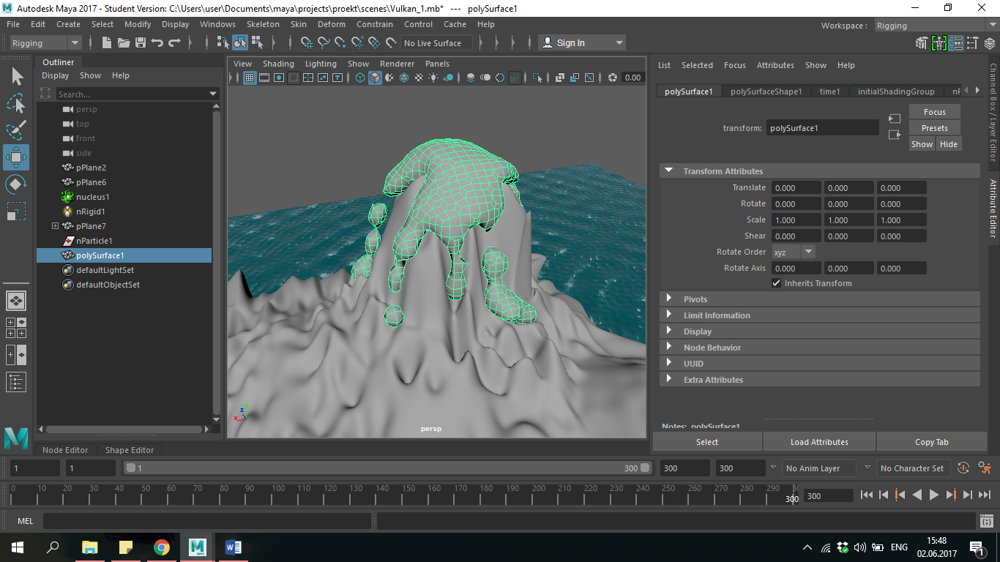 Autodesk Maya 2017 - Student Version: C:\Users\user\Documents\maya\projects\proekt\scenes\Vulkan_1.mb*   ---   polySurface1
File Edit Create Select Modify Display Windows Skeleton Skin Deform Constrain Control Cache Help
Workspace : Rigging
Rigging No Live Surface Sign In
Outliner
Display Show Help
Search...
persp
top
front
side
pPlane2
pPlane6
nucleus1
nRigid1
pPlane7
nParticle1
polySurface1
defaultLightSet
defaultObjectSet
Node Editor Shape Editor
View Shading Lighting Show Renderer Panels
0.00
y
z
x
persp
List Selected Focus Attributes Show Help
polySurface1 polySurfaceShape1 time1 initialShadingGroup
transform: polySurface1
Focus
Presets
Show Hide
Transform Attributes
Translate 0.000 0.000 0.000
Rotate 0.000 0.000 0.000
Scale 1.000 1.000 1.000
Shear 0.000 0.000 0.000
Rotate Order xyz
Rotate Axis 0.000 0.000 0.000
Inherits Transform
Pivots
Limit Information
Display
Node Behavior
UUID
Extra Attributes
Notes: polySurface1
Select Load Attributes Copy Tab
Channel Box / Layer Editor
Attribute Editor
1 1 1 300 300 300 No Anim Layer No Character Set
0 10 20 30 40 50 60 70 80 90 100 110 120 130 140 150 160 170 180 190 200 210 220 230 240 250 260 270 280 290
300 300
MEL
MAYA
ENG
15:48
02.06.2017
1